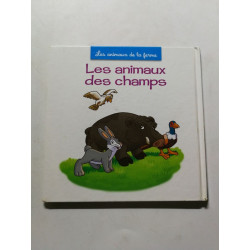 Les animaux de la ferme
Les animaux
des champs